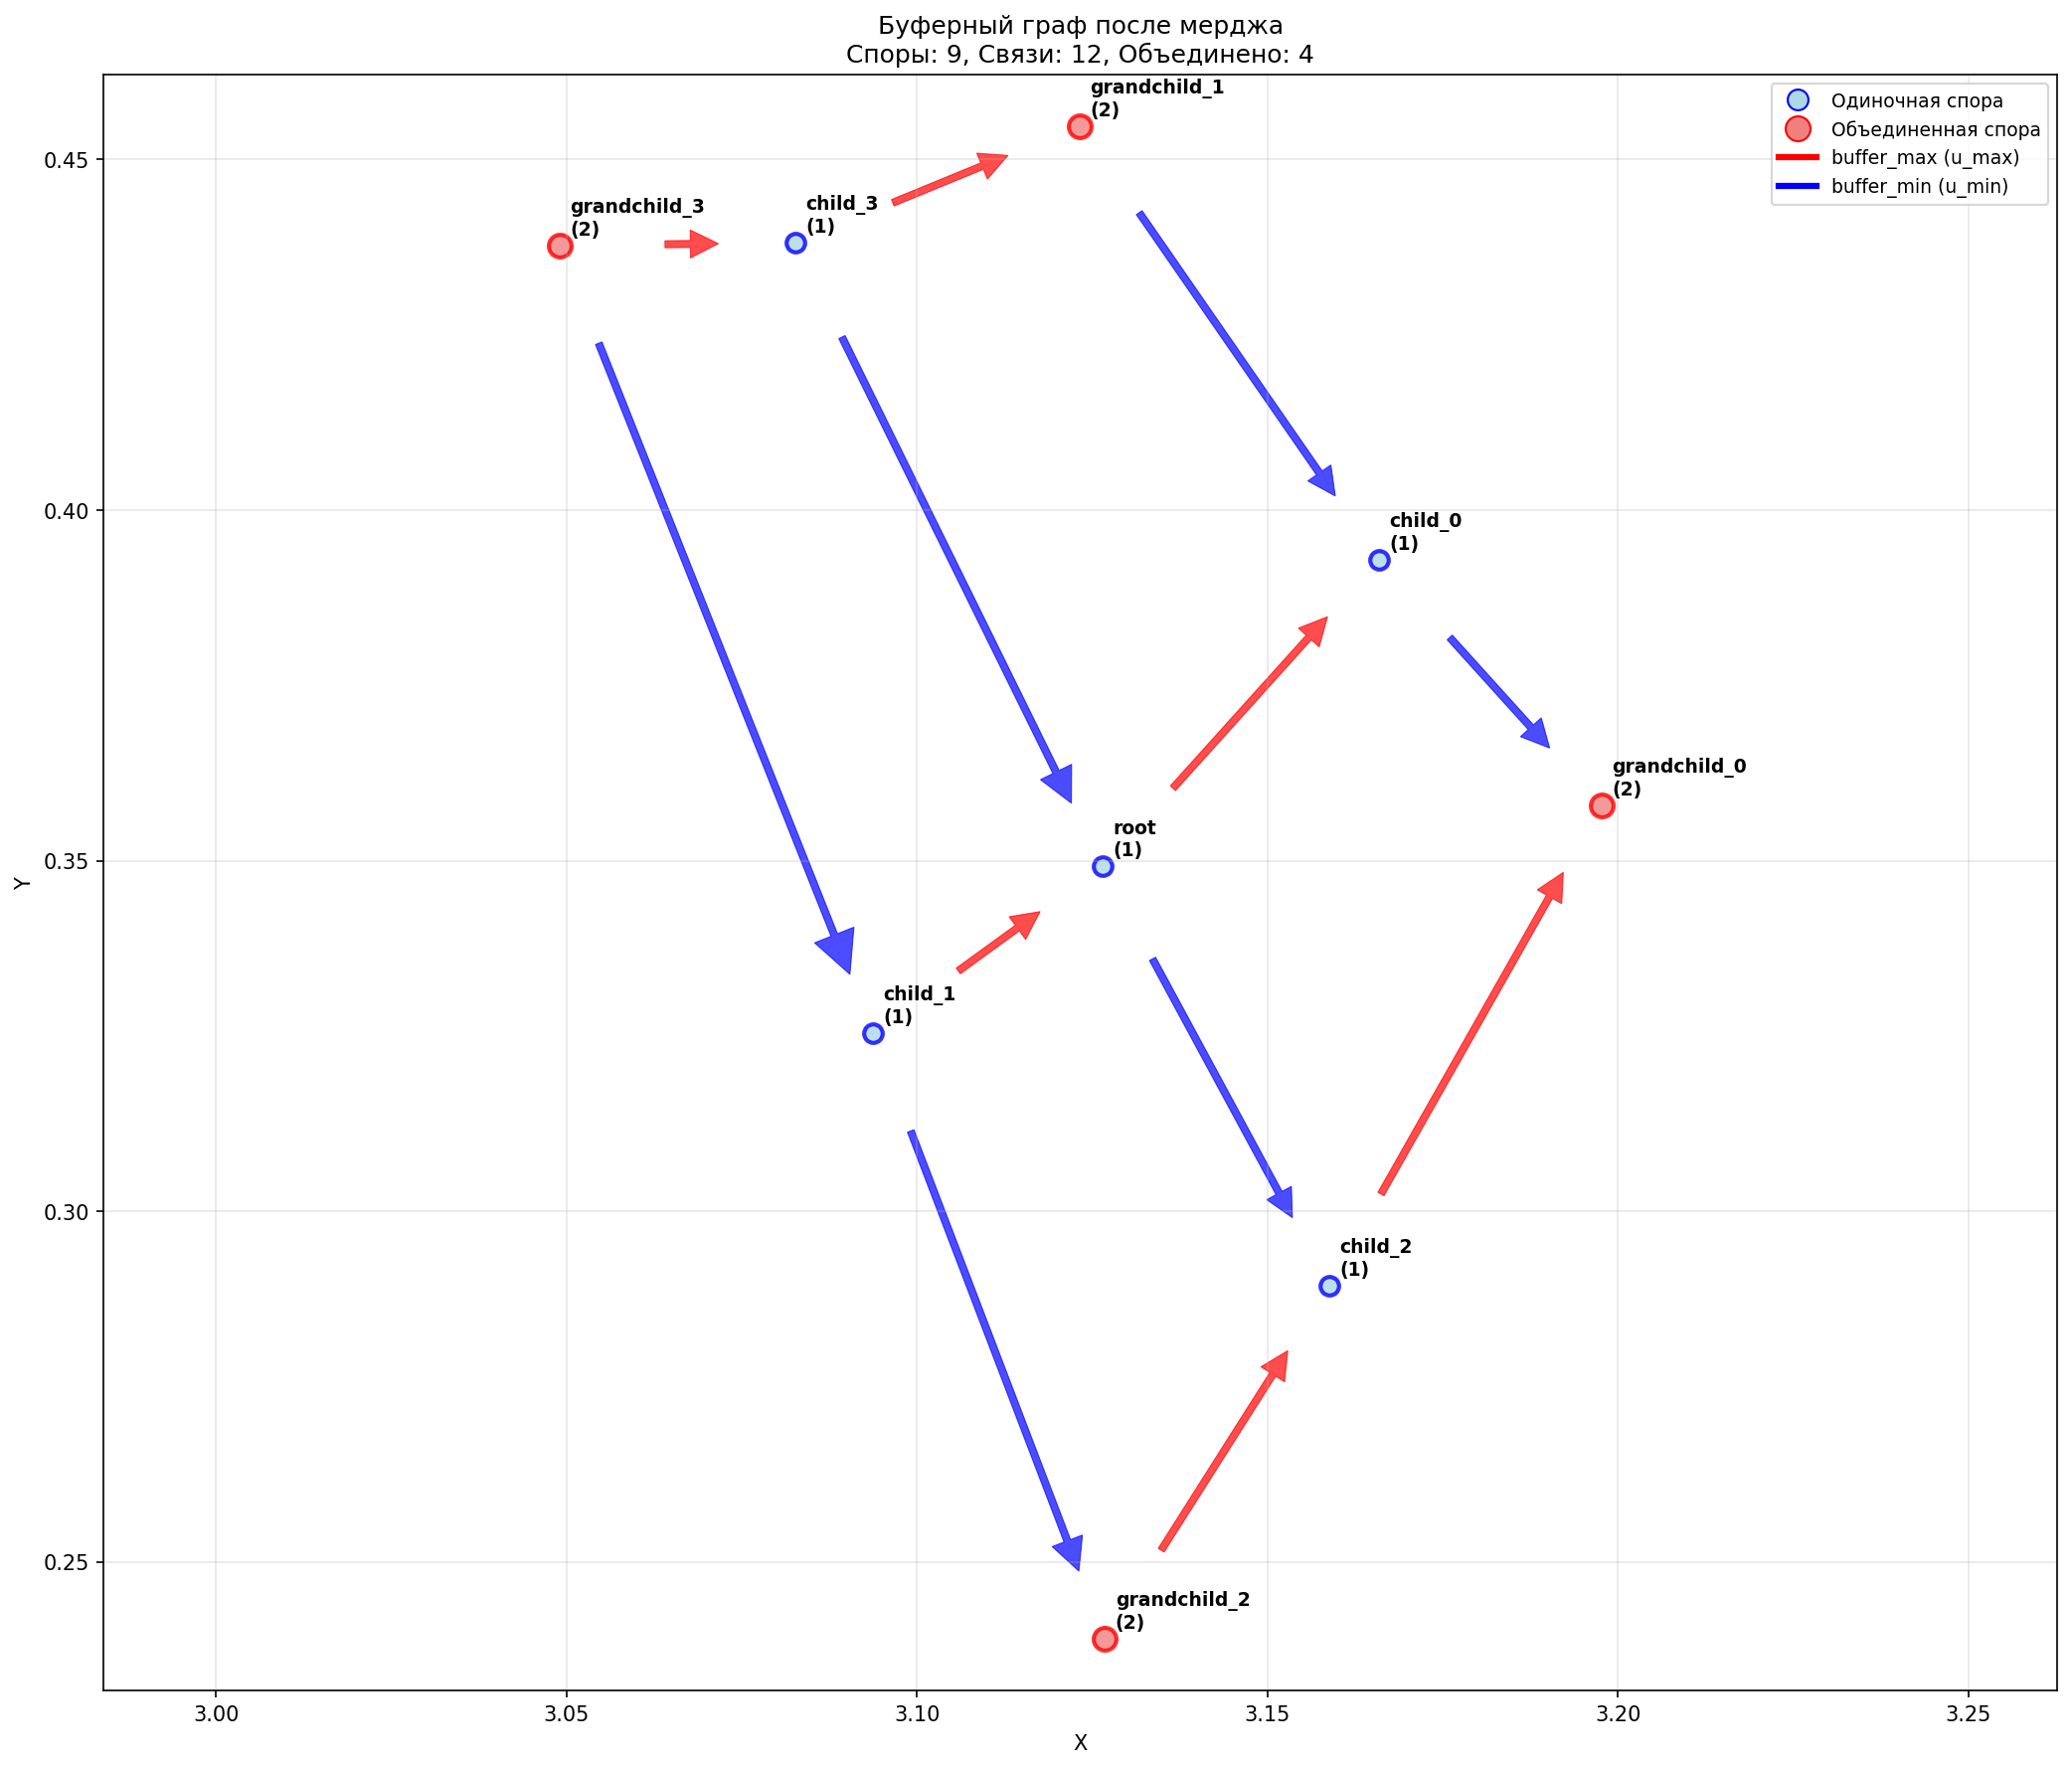 Буферный граф после мерджа
Споры: 9, Связи: 12, Объединено: 4
grandchild_1
(2)
Одиночная спора
Объединенная спора
buffer_max (u_max)
buffer_min (u_min)
0.45
grandchild_3
(2)
child_3
(1)
0.40
child_0
(1)
grandchild_0
(2)
root
(1)
0.35
Y
child_1
(1)
0.30
child_2
(1)
0.25
grandchild_2
(2)
3.00
3.05
3.10
3.15
3.20
3.25
X